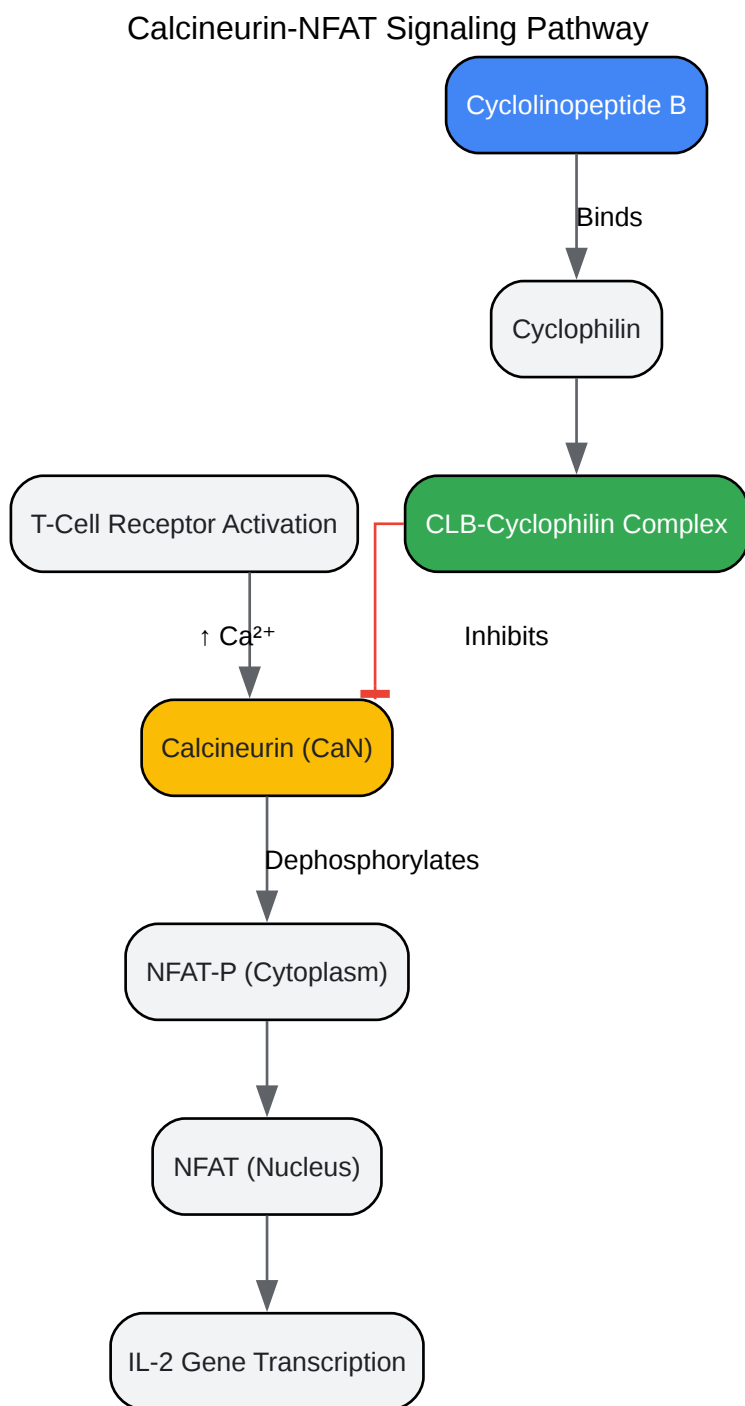 Calcineurin-NFAT Signaling Pathway
Cyclolinopeptide B
Binds
Cyclophilin
T-Cell Receptor Activation
CLB-Cyclophilin Complex
↑ Ca²⁺
Inhibits
Calcineurin (CaN)
Dephosphorylates
NFAT-P (Cytoplasm)
NFAT (Nucleus)
IL-2 Gene Transcription